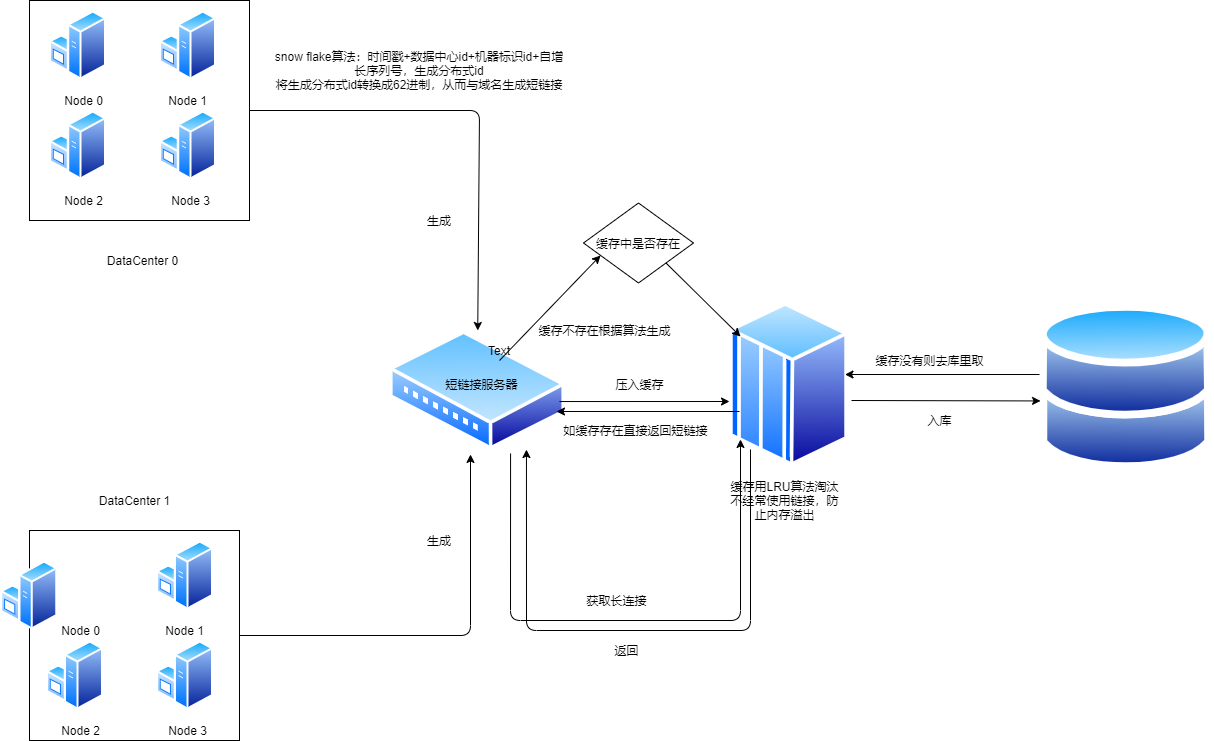 Node 0
Node 1
Node 2
Node 3
DataCenter 0
snow flake算法：时间戳+数据中心id+机器标识id+自增
长序列号，生成分布式id
将生成分布式id转换成62进制，从而与域名生成短链接
生成
缓存中是否存在
缓存不存在根据算法生成
Text
短链接服务器
压入缓存
如缓存存在直接返回短链接
缓存没有则去库里取
入库
缓存用LRU算法淘汰
不经常使用链接，防
止内存溢出
DataCenter 1
生成
获取长连接
返回
Node 0
Node 1
Node 2
Node 3